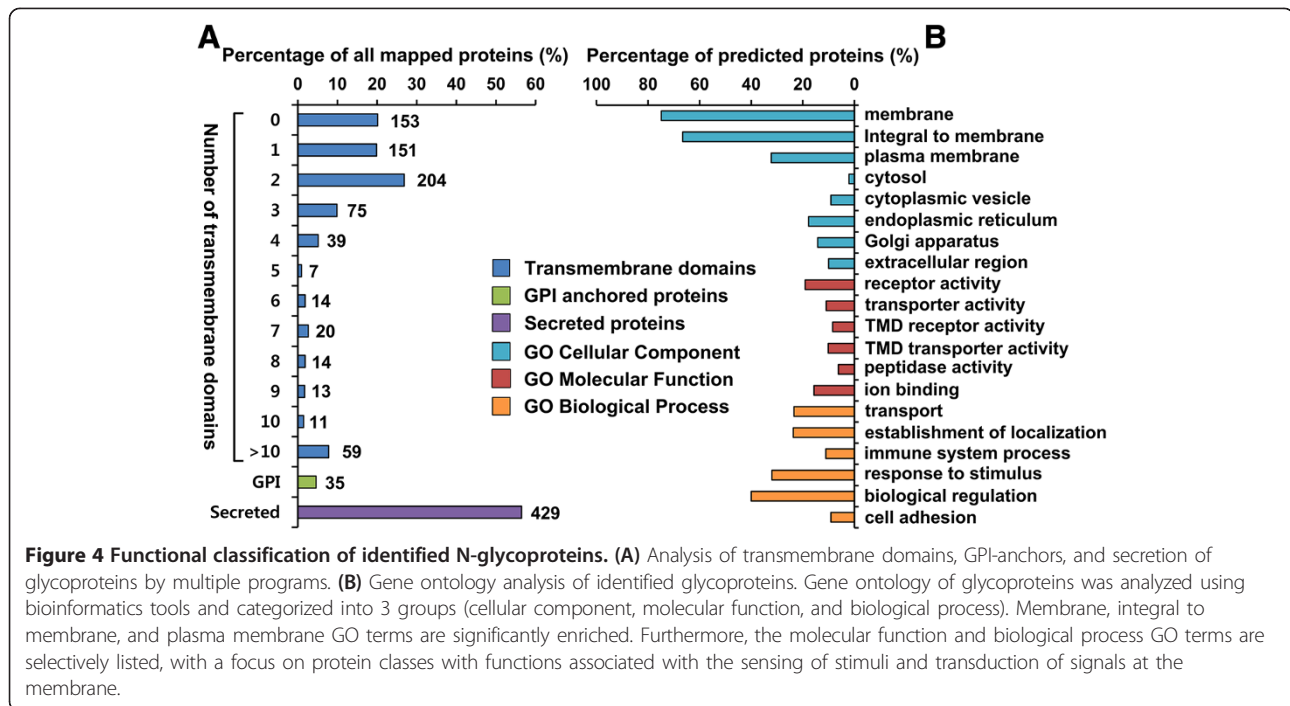 A
B
Percentage of all mapped proteins (%)
Percentage of predicted proteins (%)
0 10 20 30 40 50 60
100 80 60 40 20 0
Number of transmembrane domains
0 153
1 151
2 204
3 75
4 39
5 7
6 14
7 20
8 14
9 13
10 11
>10 59
GPI 35
Secreted 429
Transmembrane domains
GPI anchored proteins
Secreted proteins
GO Cellular Component
GO Molecular Function
GO Biological Process
membrane
Integral to membrane
plasma membrane
cytosol
cytoplasmic vesicle
endoplasmic reticulum
Golgi apparatus
extracellular region
receptor activity
transporter activity
TMD receptor activity
TMD transporter activity
peptidase activity
ion binding
transport
establishment of localization
immune system process
response to stimulus
biological regulation
cell adhesion
Figure 4 Functional classification of identified N-glycoproteins. (A) Analysis of transmembrane domains, GPI-anchors, and secretion of
glycoproteins by multiple programs. (B) Gene ontology analysis of identified glycoproteins. Gene ontology of glycoproteins was analyzed using
bioinformatics tools and categorized into 3 groups (cellular component, molecular function, and biological process). Membrane, integral to
membrane, and plasma membrane GO terms are significantly enriched. Furthermore, the molecular function and biological process GO terms are
selectively listed, with a focus on protein classes with functions associated with the sensing of stimuli and transduction of signals at the
membrane.